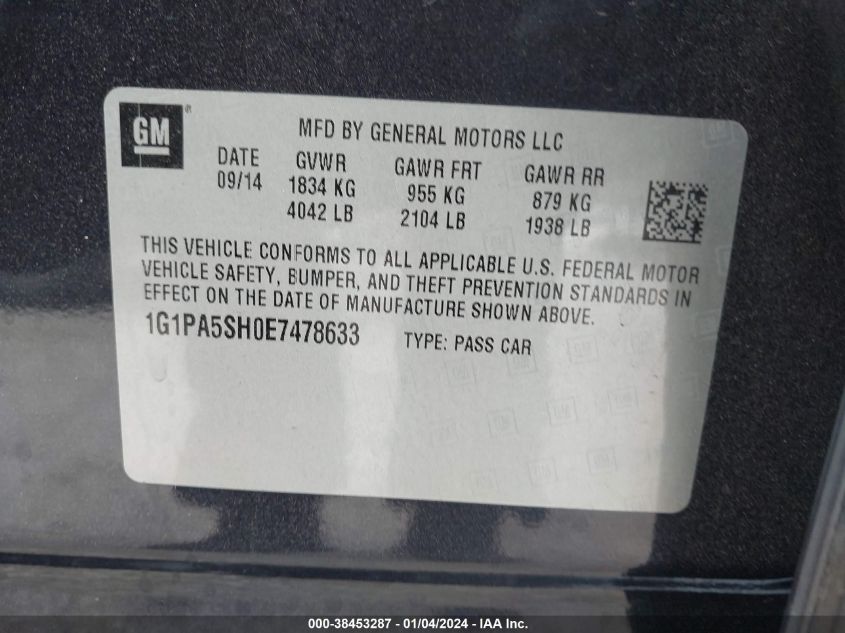 GM
®
MFD BY GENERAL MOTORS LLC
DATE GVWR GAWR FRT GAWR RR
09/14 1834 KG 955 KG 879 KG
4042 LB 2104 LB 1938 LB
THIS VEHICLE CONFORMS TO ALL APPLICABLE U.S. FEDERAL MOTOR
VEHICLE SAFETY, BUMPER, AND THEFT PREVENTION STANDARDS IN
EFFECT ON THE DATE OF MANUFACTURE SHOWN ABOVE.
1G1PA5SH0E7478633 TYPE: PASS CAR
000-38453287 - 01/04/2024 - IAA Inc.